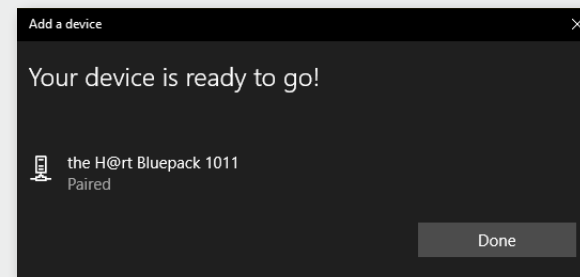 Add a device
Your device is ready to go!
the H@rt Bluepack 1011
Paired
Done